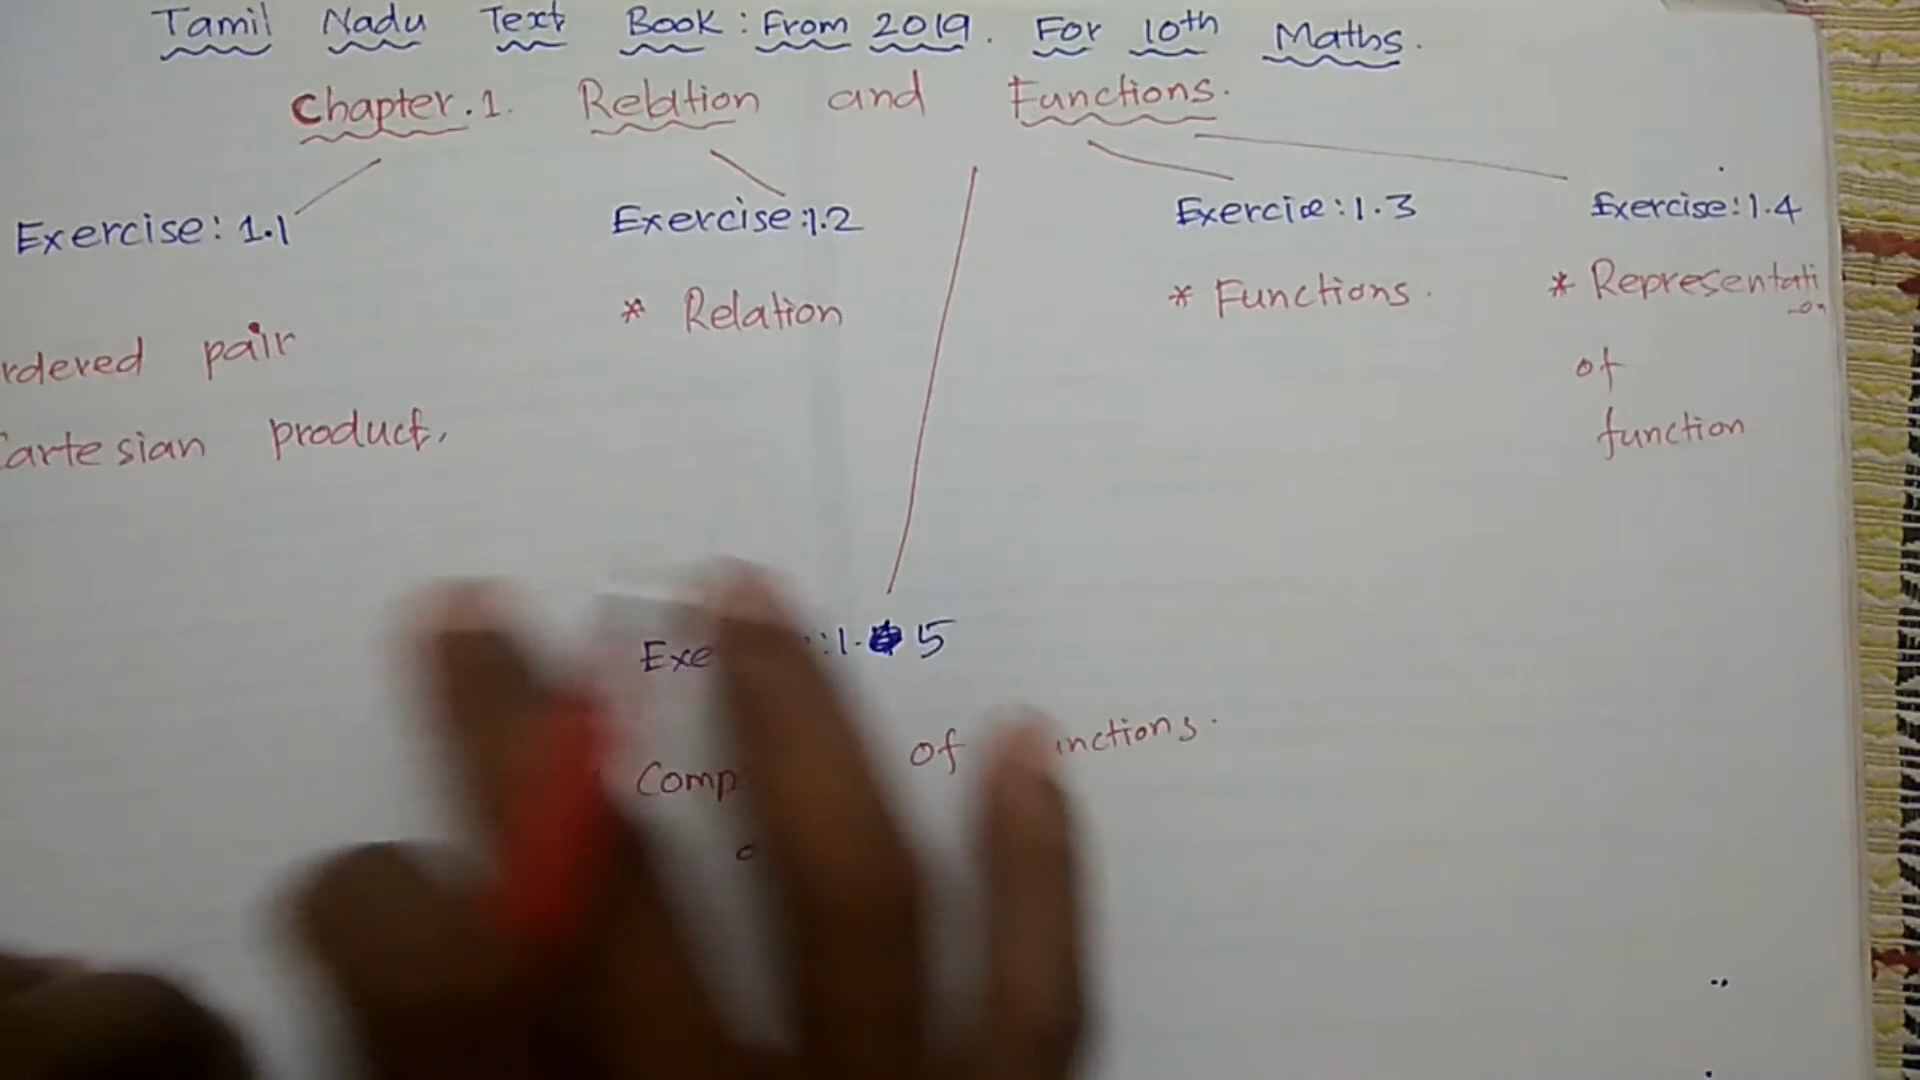 Tamil Nadu Text Book: From 2019. For 10th Maths.
Chapter.1. Relation and Functions.
Exercise: 1.1
Exercise:1.2
Exercise:1.3
Exercise:1.4
rdered pair
* Relation
* Functions.
* Representati
-on
artesian product,
of
function
Exe :1.5
Comp of nctions.